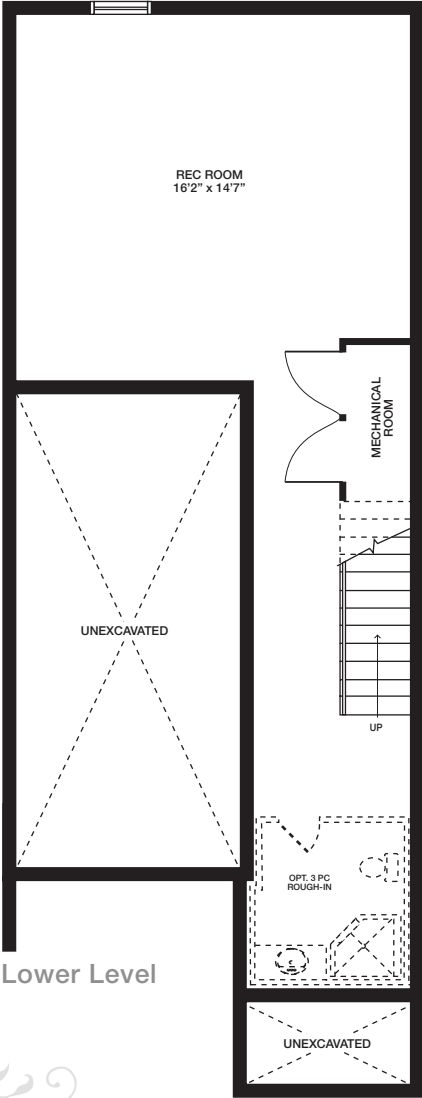 REC ROOM
16'2" x 14'7"
MECHANICAL
ROOM
UNEXCAVATED
UP
OPT. 3 PC
ROUGH-IN
Lower Level
UNEXCAVATED